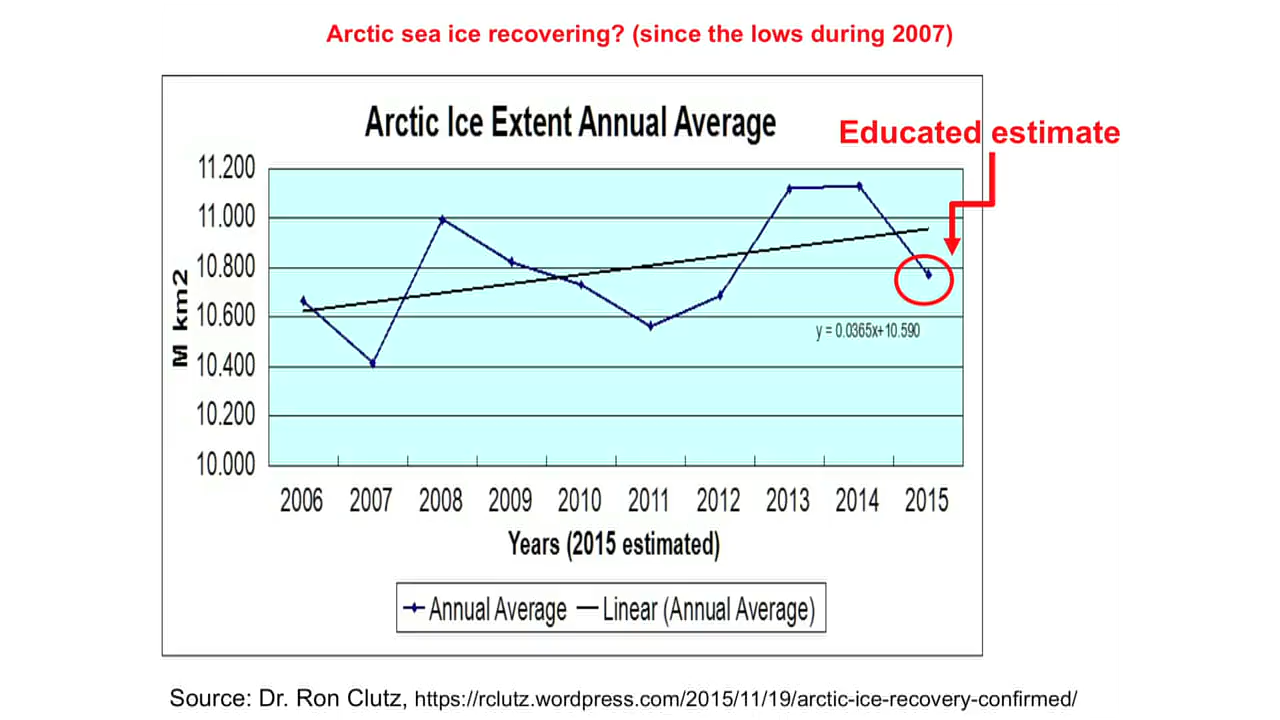 Arctic sea ice recovering? (since the lows during 2007)
Arctic Ice Extent Annual Average
Educated estimate
11.200
11.000
10.800
10.600
10.400
10.200
10.000
M km2
y = 0.0365x+10.590
2006 2007 2008 2009 2010 2011 2012 2013 2014 2015
Years (2015 estimated)
Annual Average Linear (Annual Average)
Source: Dr. Ron Clutz, https://rclutz.wordpress.com/2015/11/19/arctic-ice-recovery-confirmed/